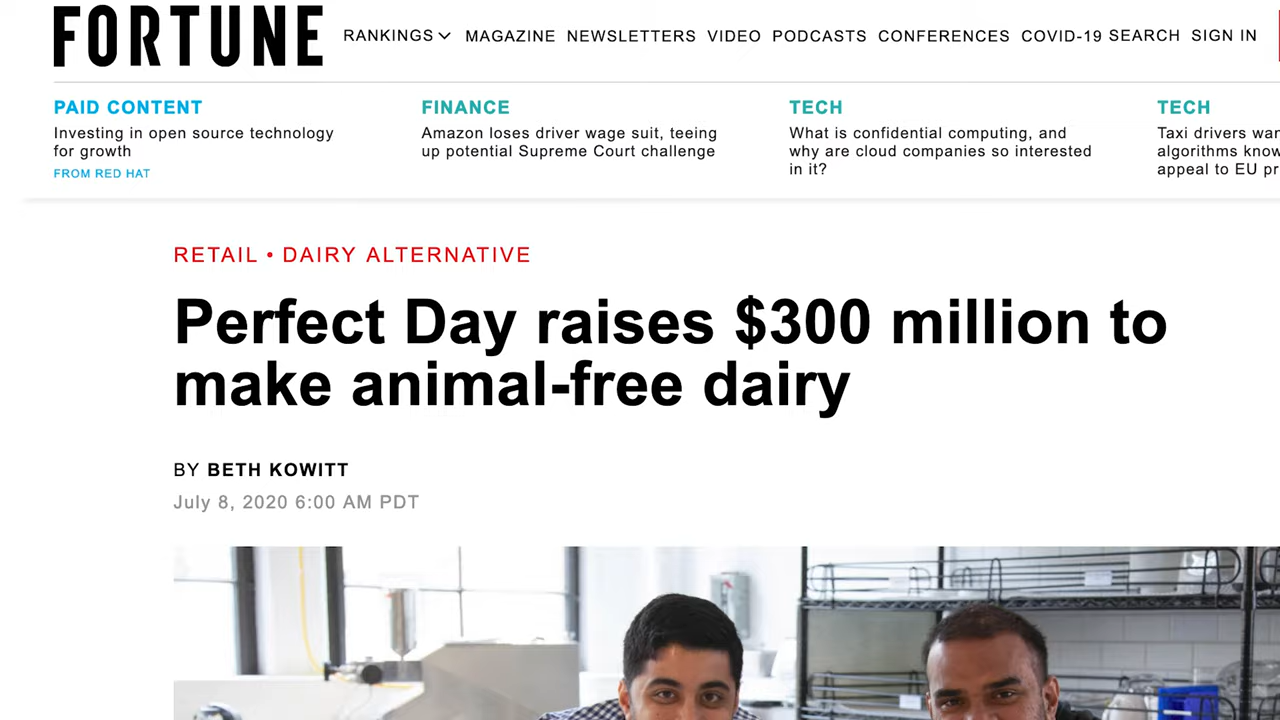 FORTUNE
RANKINGS MAGAZINE NEWSLETTERS VIDEO PODCASTS CONFERENCES COVID-19 SEARCH SIGN IN
PAID CONTENT
Investing in open source technology
for growth
FROM RED HAT
FINANCE
Amazon loses driver wage suit, teeing
up potential Supreme Court challenge
TECH
What is confidential computing, and
why are cloud companies so interested
in it?
TECH
Taxi drivers
algorithms
appeal to EU
RETAIL • DAIRY ALTERNATIVE
Perfect Day raises $300 million to
make animal-free dairy
BY BETH KOWITT
July 8, 2020 6:00 AM PDT